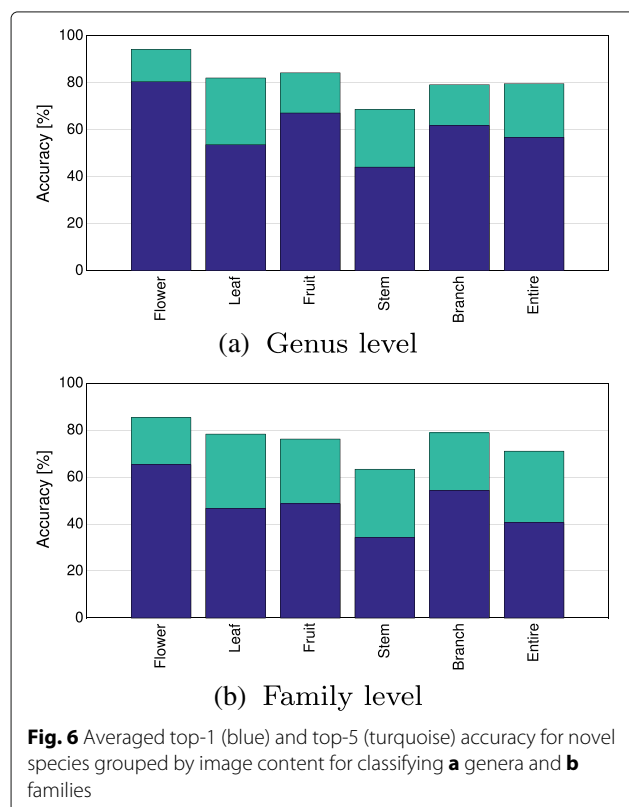 100
80
60
40
20
0
Accuracy [%]
Flower
Leaf
Fruit
Stem
Branch
Entire
(a) Genus level
100
80
60
40
20
0
Accuracy [%]
Flower
Leaf
Fruit
Stem
Branch
Entire
(b) Family level
Fig. 6 Averaged top-1 (blue) and top-5 (turquoise) accuracy for novel
species grouped by image content for classifying a genera and b
families